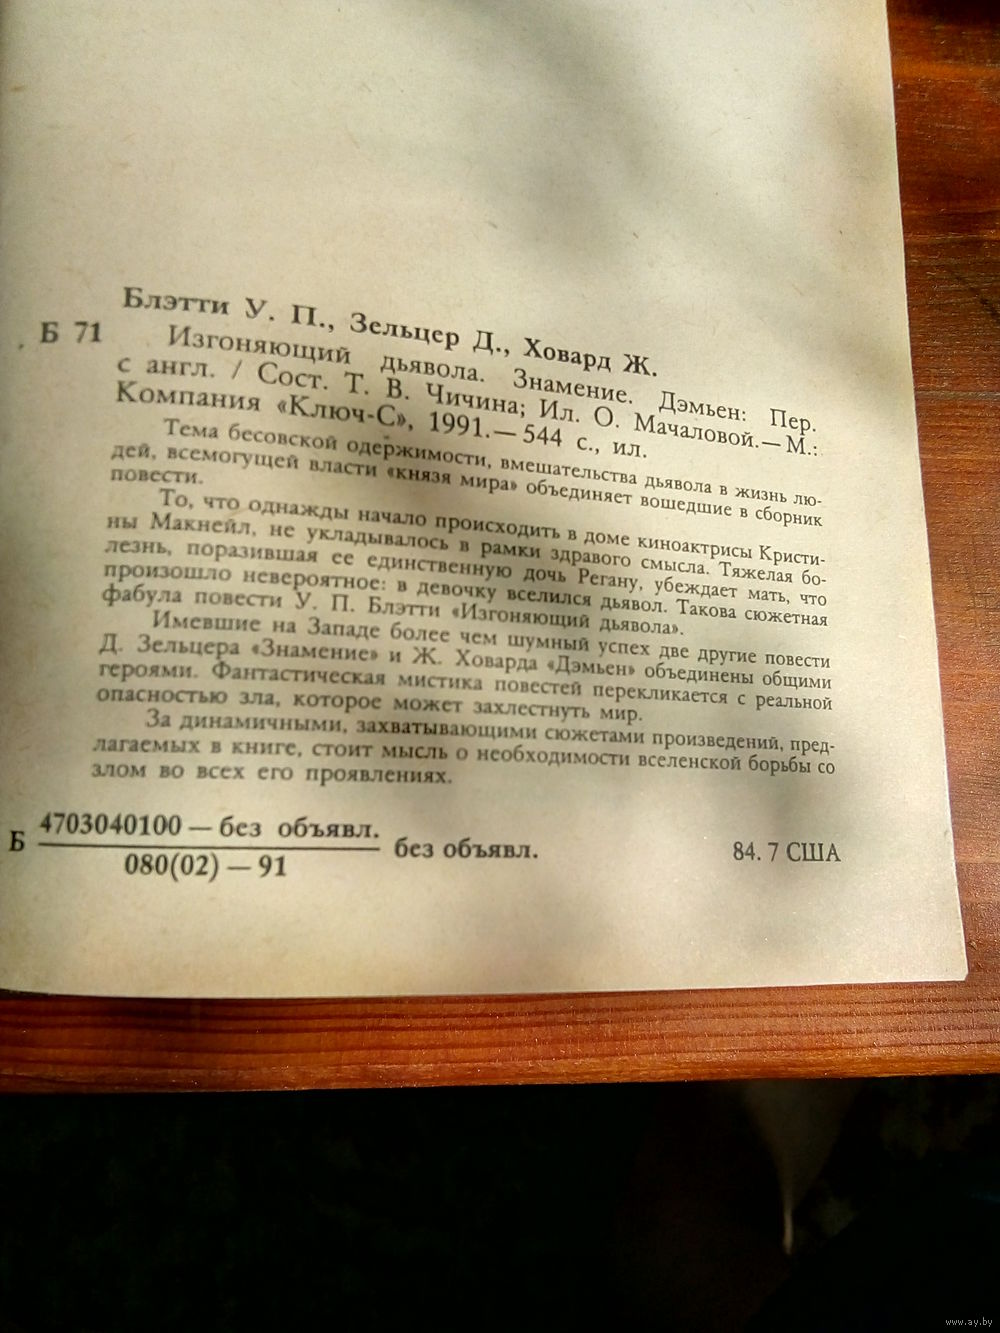 Блэтти У. П., Зельцер Д., Ховард Ж.
Б 71 Изгоняющий дьявола. Знамение. Дэмьен: Пер.
с англ. / Сост. Т. В. Чичина; Ил. О. Мачаловой.— М.:
Компания «Ключ-С», 1991.— 544 с., ил.
Тема бесовской одержимости, вмешательства дьявола в жизнь лю-
дей, всемогущей власти «князя мира» объединяет вошедшие в сборник
повести.
То, что однажды начало происходить в доме киноактрисы Кристи-
ны Макнейл, не укладывалось в рамки здравого смысла. Тяжелая бо-
лезнь, поразившая ее единственную дочь Регану, убеждает мать, что
произошло невероятное: в девочку вселился дьявол. Такова сюжетная
фабула повести У. П. Блэтти «Изгоняющий дьявола».
Имевшие на Западе более чем шумный успех две другие повести
Д. Зельцера «Знамение» и Ж. Ховарда «Дэмьен» объединены общими
героями. Фантастическая мистика повестей перекликается с реальной
опасностью зла, которое может захлестнуть мир.
За динамичными, захватывающими сюжетами произведений, пред-
лагаемых в книге, стоит мысль о необходимости вселенской борьбы со
злом во всех его проявлениях.
Б 4703040100 — без объявл.
080(02) — 91
без объявл.
84. 7 США
www.ay.by